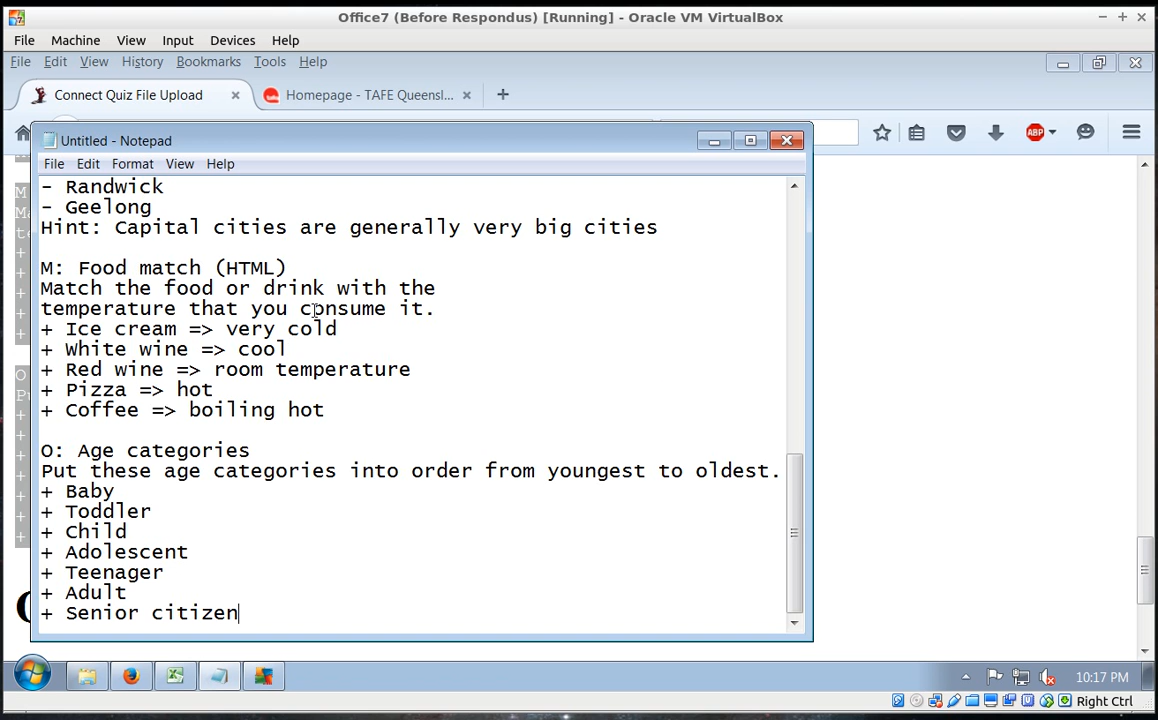 Office7 (Before Respondus) [Running] - Oracle VM VirtualBox
File Machine View Input Devices Help
File Edit View History Bookmarks Tools Help
Connect Quiz File Upload
Homepage - TAFE Queensl...
ABP
Untitled - Notepad
File Edit Format View Help
- Randwick
- Geelong
Hint: Capital cities are generally very big cities
M: Food match (HTML)
Match the food or drink with the
temperature that you consume it.
+ Ice cream => very cold
+ White wine => cool
+ Red wine => room temperature
+ Pizza => hot
+ Coffee => boiling hot
O: Age categories
Put these age categories into order from youngest to oldest.
+ Baby
+ Toddler
+ Child
+ Adolescent
+ Teenager
+ Adult
+ Senior citizen
10:17 PM
Right Ctrl